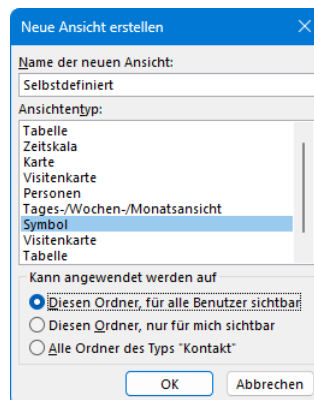 Neue Ansicht erstellen
Name der neuen Ansicht:
Selbstdefiniert
Ansichtentyp:
Tabelle
Zeitskala
Karte
Visitenkarte
Personen
Tages-/Wochen-/Monatsansicht
Symbol
Visitenkarte
Tabelle
Kann angewendet werden auf
Diesen Ordner, für alle Benutzer sichtbar
Diesen Ordner, nur für mich sichtbar
Alle Ordner des Typs "Kontakt"
OK Abbrechen